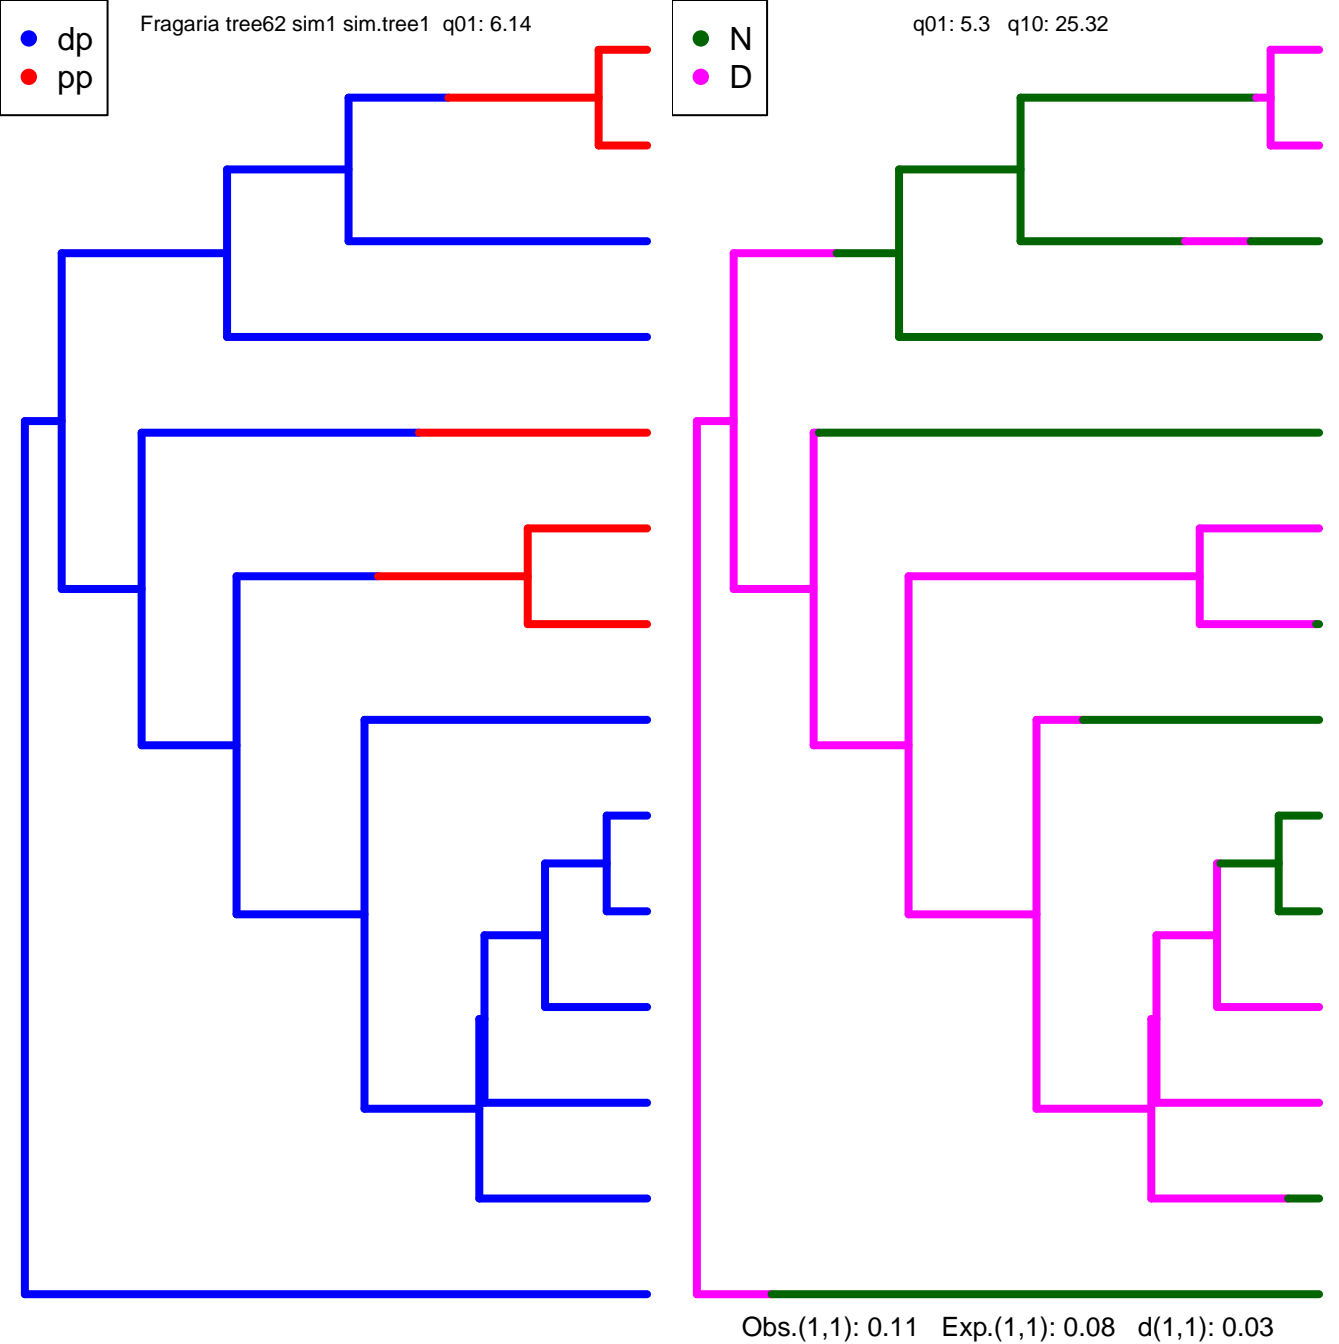 Fragaria tree62 sim1 sim.tree1 q01: 6.14
dp
pp
q01: 5.3 q10: 25.32
N
D
Obs.(1,1): 0.11 Exp.(1,1): 0.08 d(1,1): 0.03